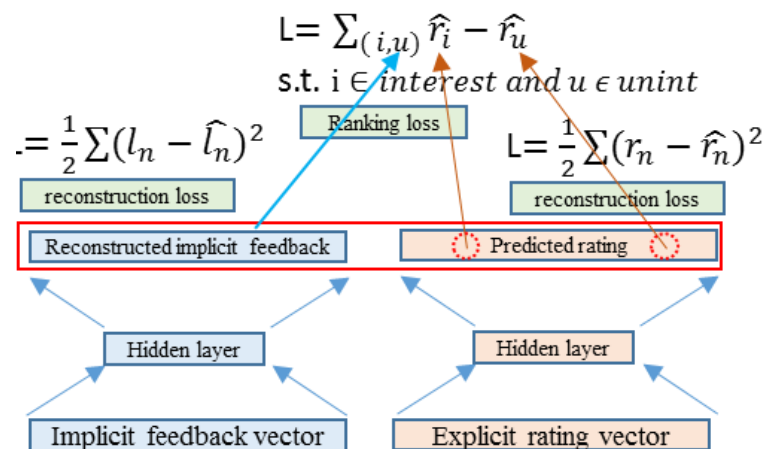 L= ∑₍ i,u₎ r̂ᵢ − r̂ᵤ
s.t. i ∈ interest and u ϵ unint
Ranking loss
.= 1/2 ∑(lₙ − l̂ₙ)²
L= 1/2 ∑(rₙ − r̂ₙ)²
reconstruction loss
reconstruction loss
Reconstructed implicit feedback
Predicted rating
Hidden layer
Hidden layer
Implicit feedback vector
Explicit rating vector